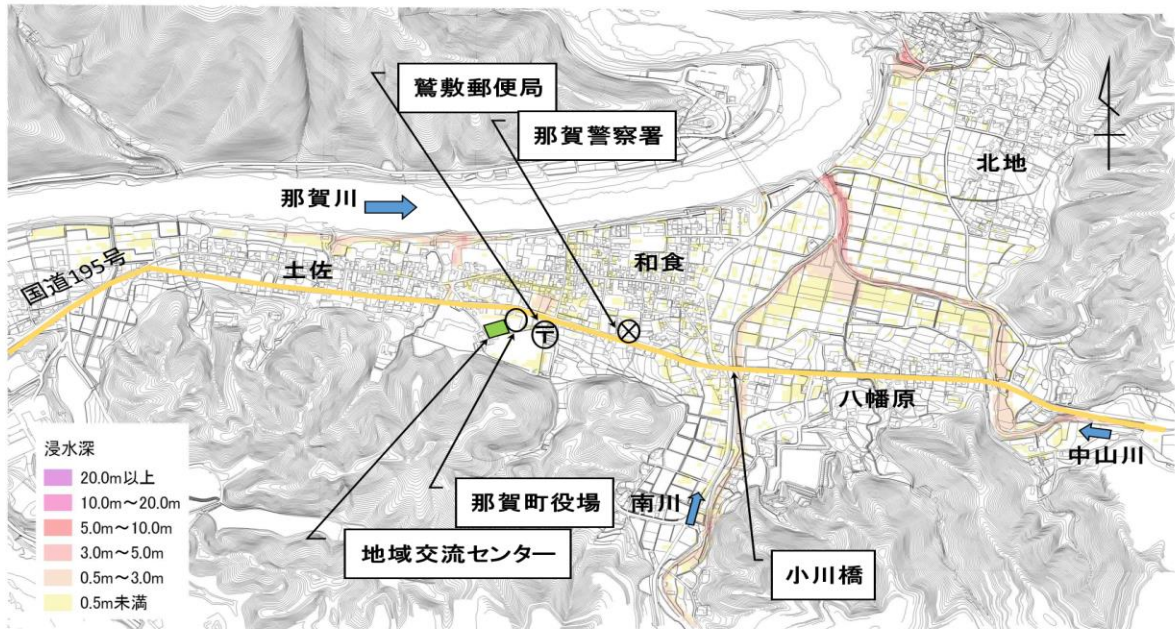 鷲敷郵便局
那賀警察署
北地
那賀川
和食
土佐
国道195号
〒
八幡原
中山川
浸水深
20.0m以上
10.0m～20.0m
5.0m～10.0m
3.0m～5.0m
0.5m～3.0m
0.5m未満
那賀町役場
南川
地域交流センター
小川橋